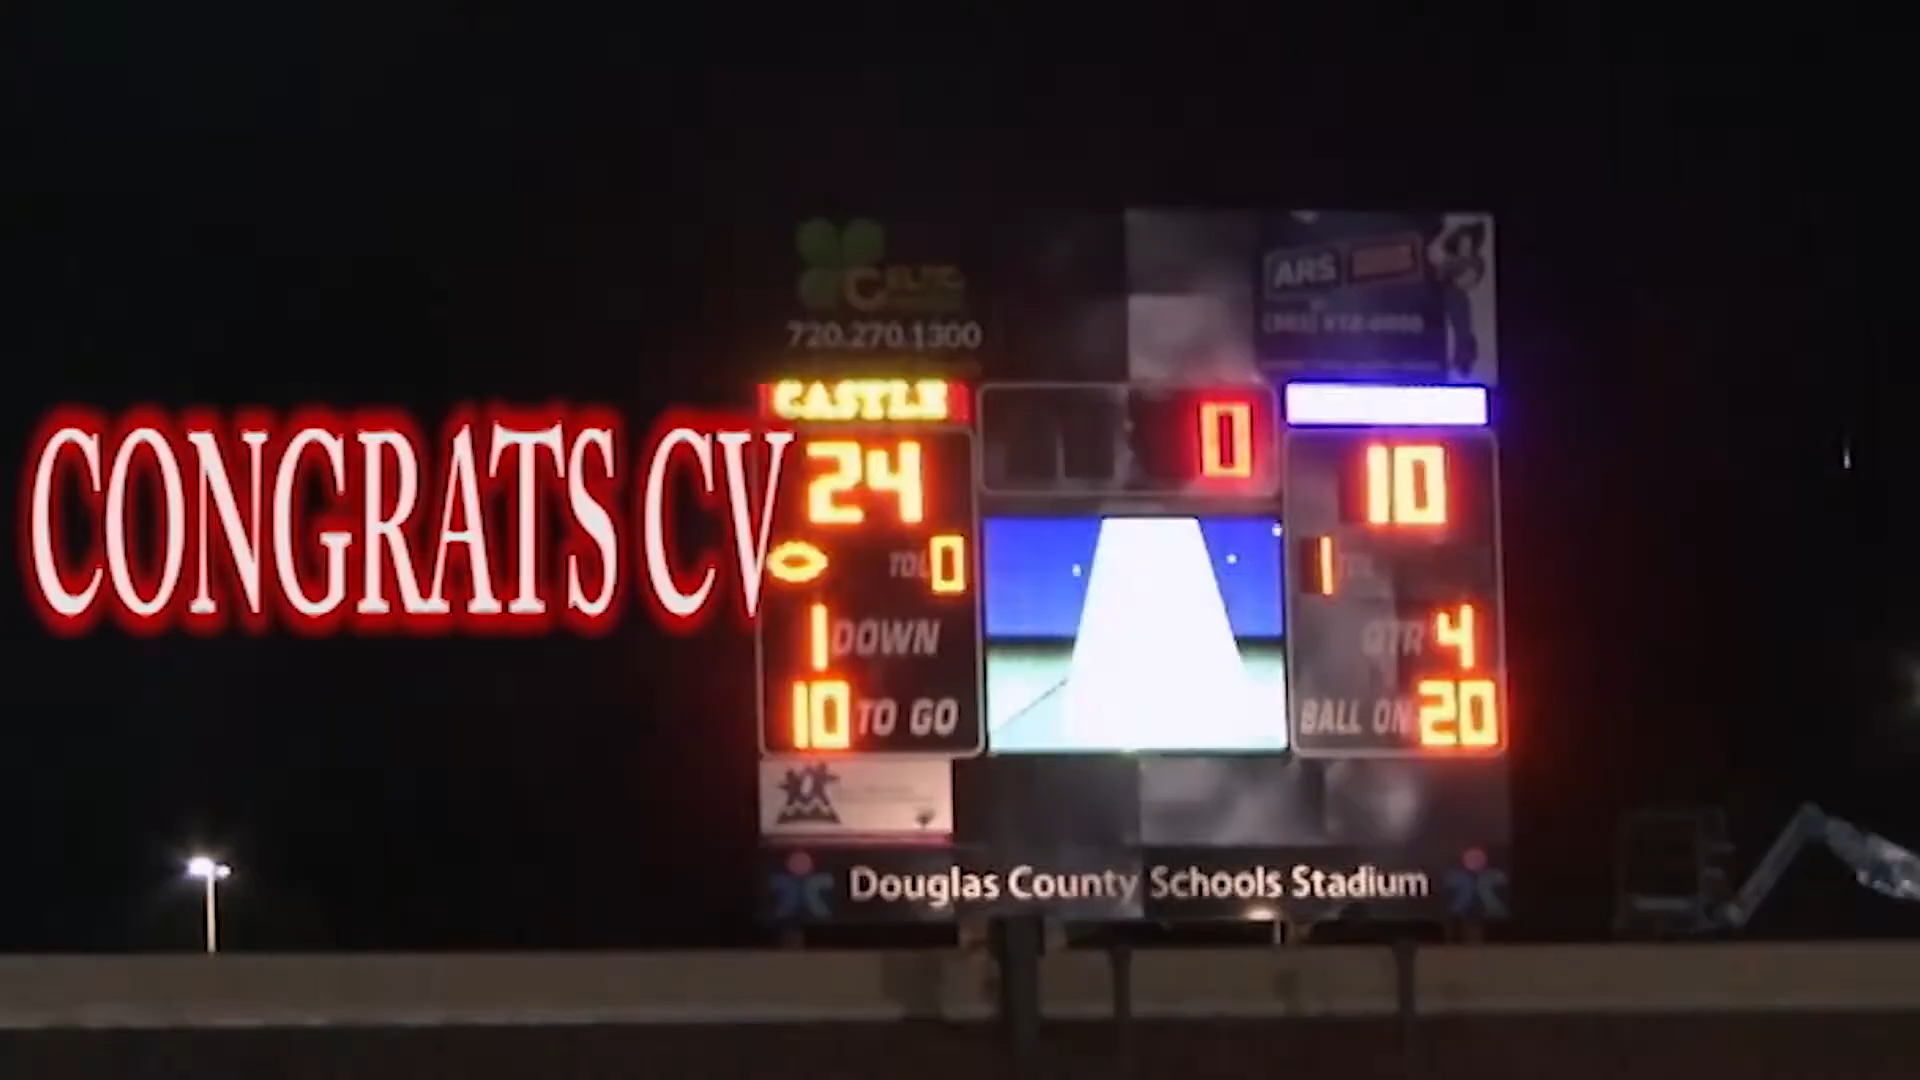 CONGRATS CV
720.270.1300
ARS
CASTLE
0
24
10
TOL 0
1
1 DOWN
QTR 4
10 TO GO
BALL ON 20
Douglas County Schools Stadium